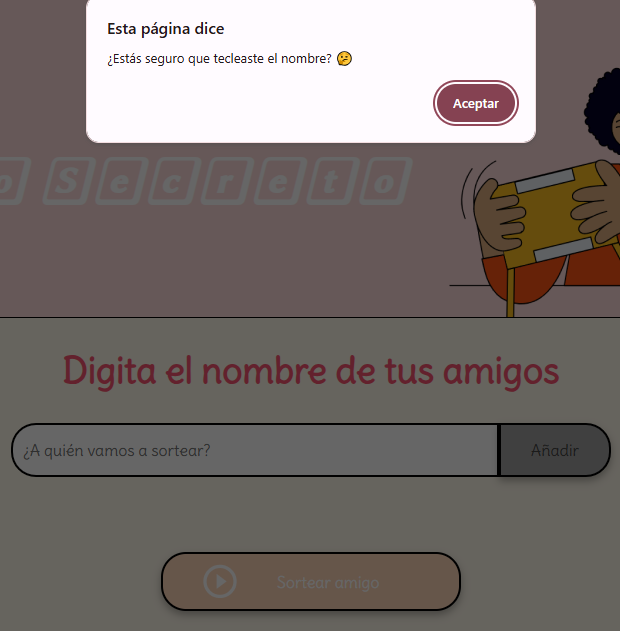 Esta página dice
¿Estás seguro que tecleaste el nombre? 🤔
Aceptar
o Secreto
Digita el nombre de tus amigos
¿A quién vamos a sortear?
Añadir
Sortear amigo